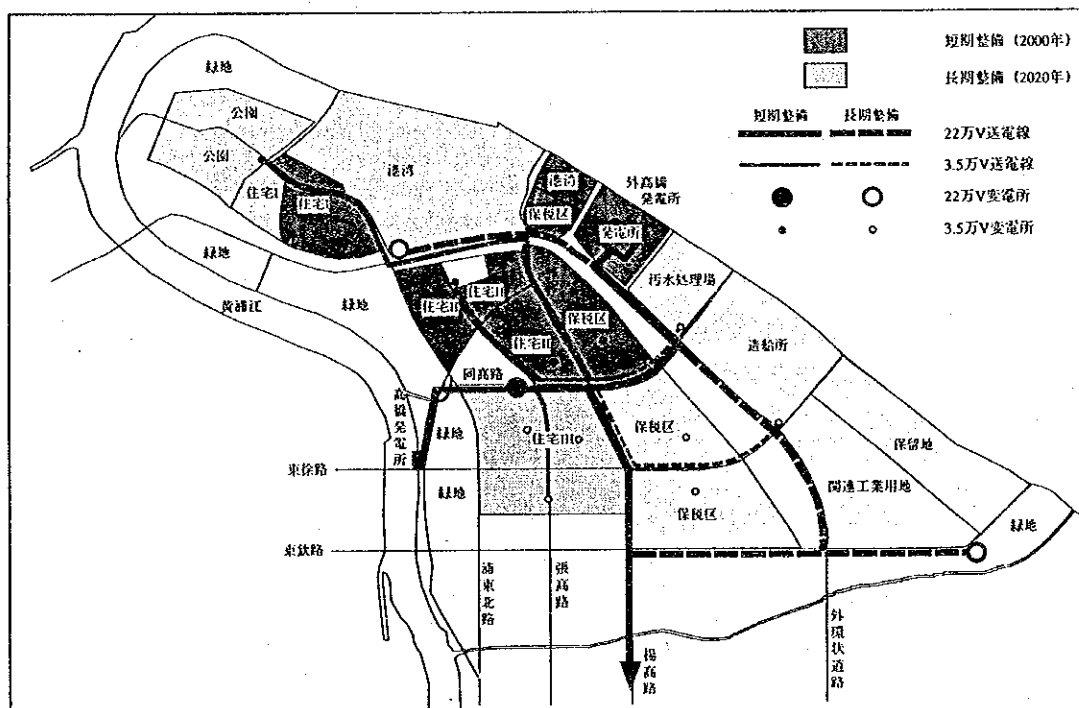 短期整備 (2000年)
長期整備 (2020年)
短期整備 長期整備
22万V送電線
3.5万V送電線
22万V変電所
3.5万V変電所
緑地
公園
公園
住宅I
住宅I
港湾
港湾
保税区
外高橋
発電所
発電所
汚水処理場
造船所
緑地
黄浦江
緑地
住宅II
住宅II
住宅II
保税区
同高路
高橋発電所
緑地
住宅III
保税区
保留地
関連工業用地
東徐路
緑地
保税区
緑地
東欽路
浦東北路
張高路
楊高路
外環状道路